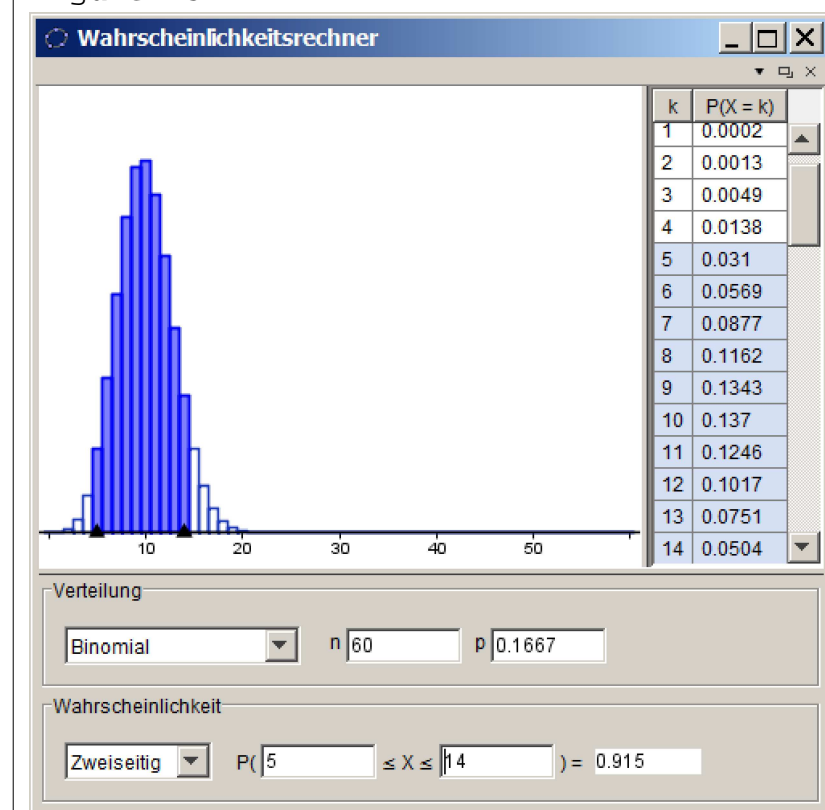 Wahrscheinlichkeitsrechner
k P(X = k)
1 0.0002
2 0.0013
3 0.0049
4 0.0138
5 0.031
6 0.0569
7 0.0877
8 0.1162
9 0.1343
10 0.137
11 0.1246
12 0.1017
13 0.0751
14 0.0504
10 20 30 40 50
Verteilung
Binomial n 60 p 0.1667
Wahrscheinlichkeit
Zweiseitig P( 5 ≤ X ≤ 14 ) = 0.915